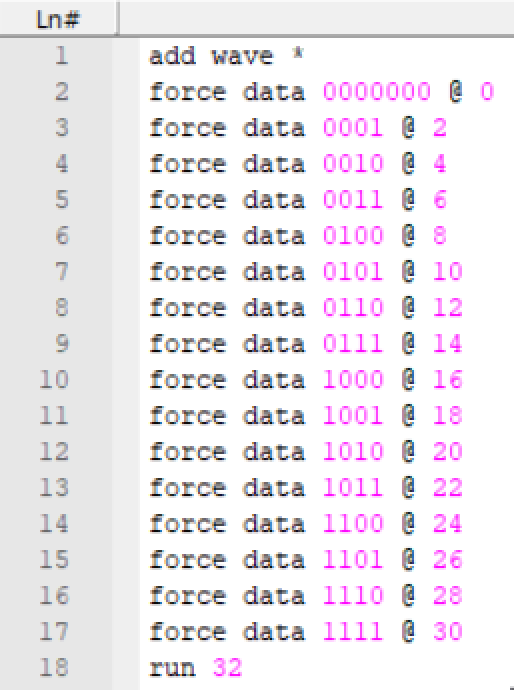 Ln#
1 add wave *
2 force data 0000000 @ 0
3 force data 0001 @ 2
4 force data 0010 @ 4
5 force data 0011 @ 6
6 force data 0100 @ 8
7 force data 0101 @ 10
8 force data 0110 @ 12
9 force data 0111 @ 14
10 force data 1000 @ 16
11 force data 1001 @ 18
12 force data 1010 @ 20
13 force data 1011 @ 22
14 force data 1100 @ 24
15 force data 1101 @ 26
16 force data 1110 @ 28
17 force data 1111 @ 30
18 run 32